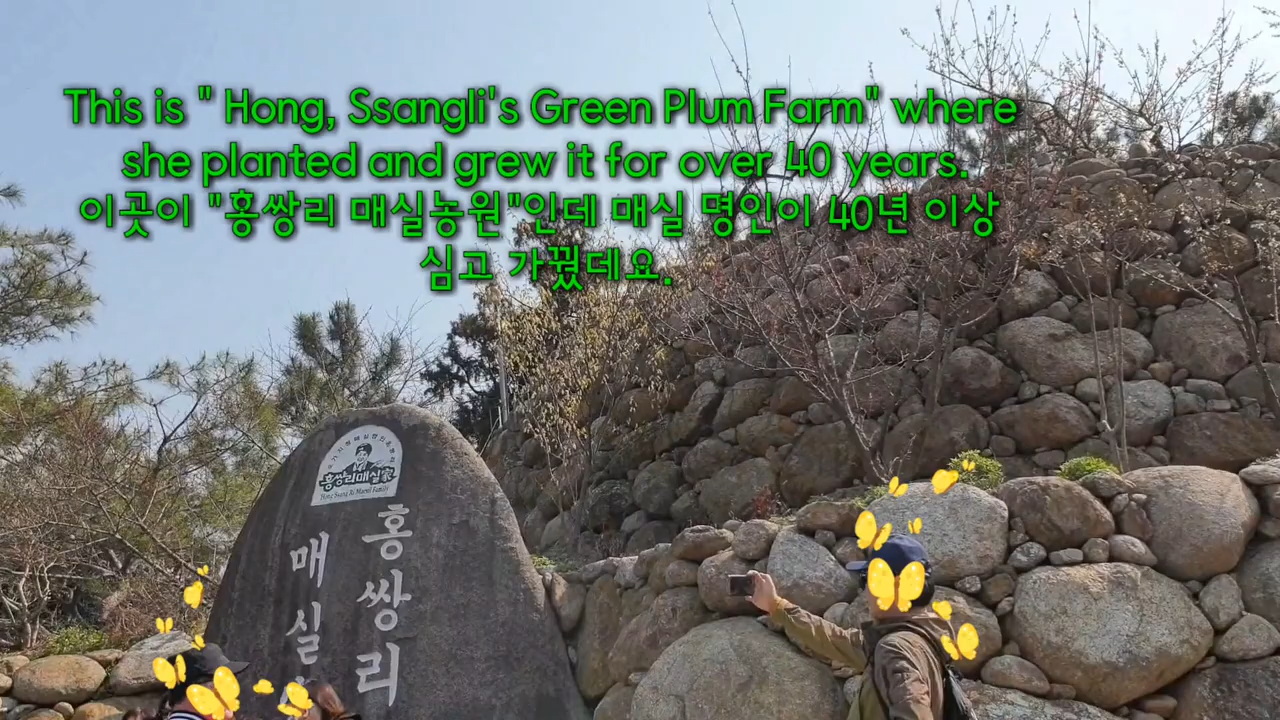 This is " Hong, Ssangli's Green Plum Farm" where
she planted and grew it for over 40 years.
이곳이 "홍쌍리 매실농원"인데 매실 명인이 40년 이상
심고 가꿨데요.
홍쌍리매실家
Hong Ssang Ri Maesil Family
홍쌍리
매실